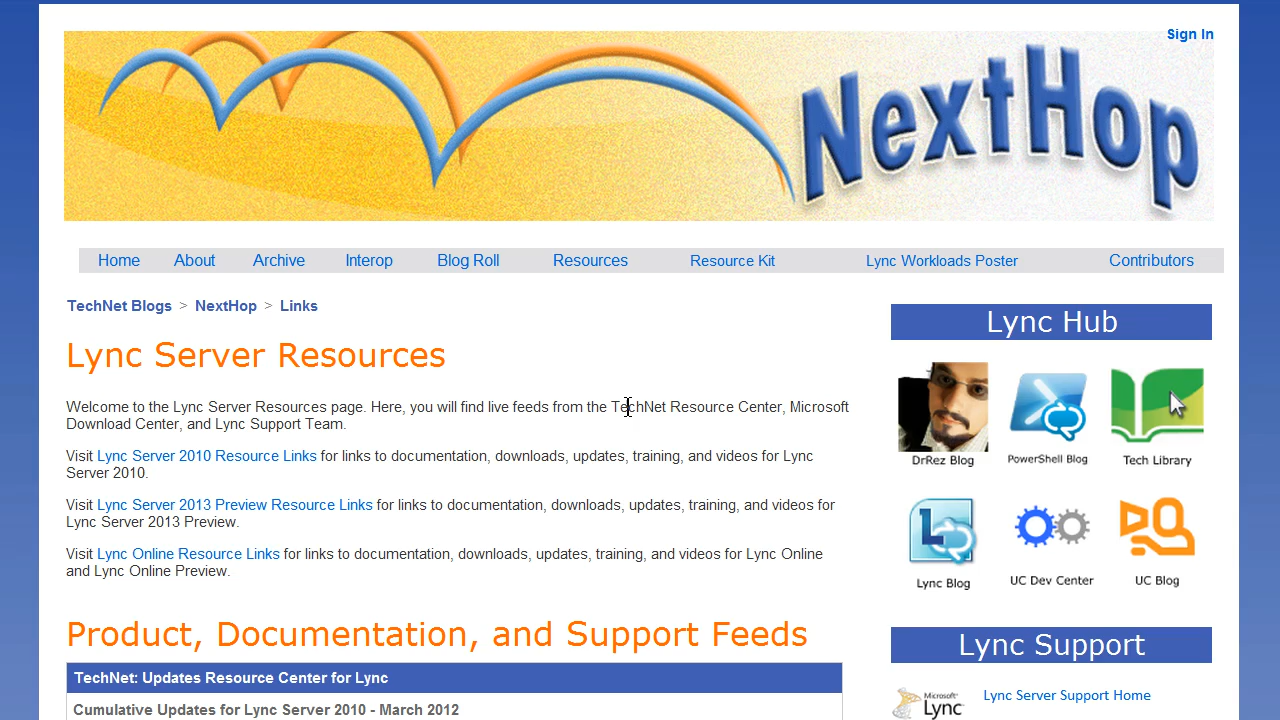 Sign In
NextHop
Home About Archive Interop Blog Roll Resources Resource Kit Lync Workloads Poster Contributors
TechNet Blogs > NextHop > Links
Lync Server Resources
Welcome to the Lync Server Resources page. Here, you will find live feeds from the TechNet Resource Center, Microsoft
Download Center, and Lync Support Team.
Visit Lync Server 2010 Resource Links for links to documentation, downloads, updates, training, and videos for Lync
Server 2010.
Visit Lync Server 2013 Preview Resource Links for links to documentation, downloads, updates, training, and videos for
Lync Server 2013 Preview.
Visit Lync Online Resource Links for links to documentation, downloads, updates, training, and videos for Lync Online
and Lync Online Preview.
Product, Documentation, and Support Feeds
TechNet: Updates Resource Center for Lync
Cumulative Updates for Lync Server 2010 - March 2012
Lync Hub
DrRez Blog PowerShell Blog Tech Library
Lync Blog UC Dev Center UC Blog
Lync Support
Microsoft Lync Lync Server Support Home